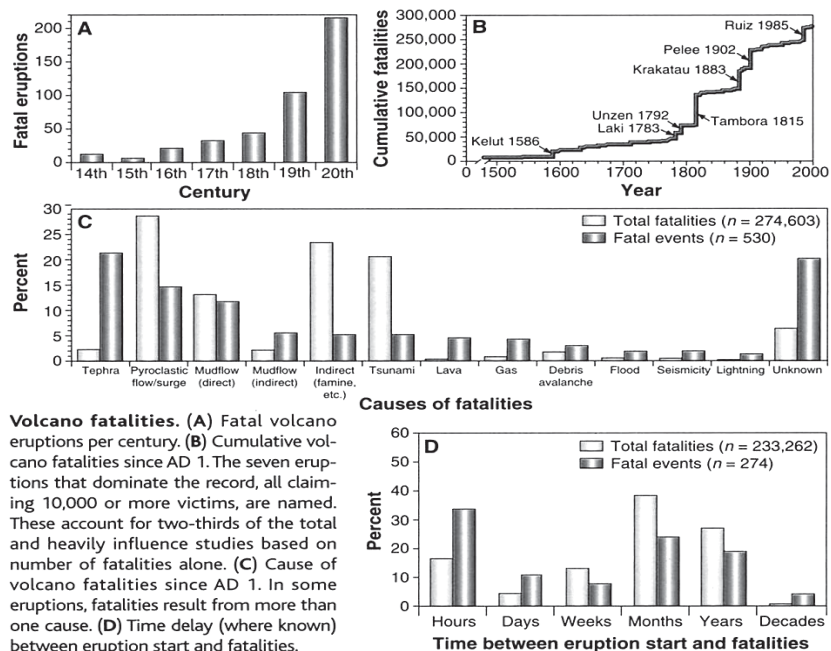 A
Fatal eruptions
200
150
100
50
0
14th 15th 16th 17th 18th 19th 20th
Century
B
Cumulative fatalities
300,000
250,000
200,000
150,000
100,000
50,000
0
Ruiz 1985
Pelee 1902
Krakatau 1883
Unzen 1792
Laki 1783
Tambora 1815
Kelut 1586
0 1500 1600 1700 1800 1900 2000
Year
C
Percent
30
25
20
15
10
5
0
Total fatalities (n = 274,603)
Fatal events (n = 530)
Tephra
Pyroclastic
flow/surge
Mudflow
(direct)
Mudflow
(indirect)
Indirect
(famine,
etc.)
Tsunami
Lava
Gas
Debris
avalanche
Flood
Seismicity
Lightning
Unknown
Causes of fatalities
Volcano fatalities. (A) Fatal volcano
eruptions per century. (B) Cumulative vol-
cano fatalities since AD 1. The seven erup-
tions that dominate the record, all claim-
ing 10,000 or more victims, are named.
These account for two-thirds of the total
and heavily influence studies based on
number of fatalities alone. (C) Cause of
volcano fatalities since AD 1. In some
eruptions, fatalities result from more than
one cause. (D) Time delay (where known)
between eruption start and fatalities.
D
Percent
60
50
40
30
20
10
0
Total fatalities (n = 233,262)
Fatal events (n = 274)
Hours Days Weeks Months Years Decades
Time between eruption start and fatalities